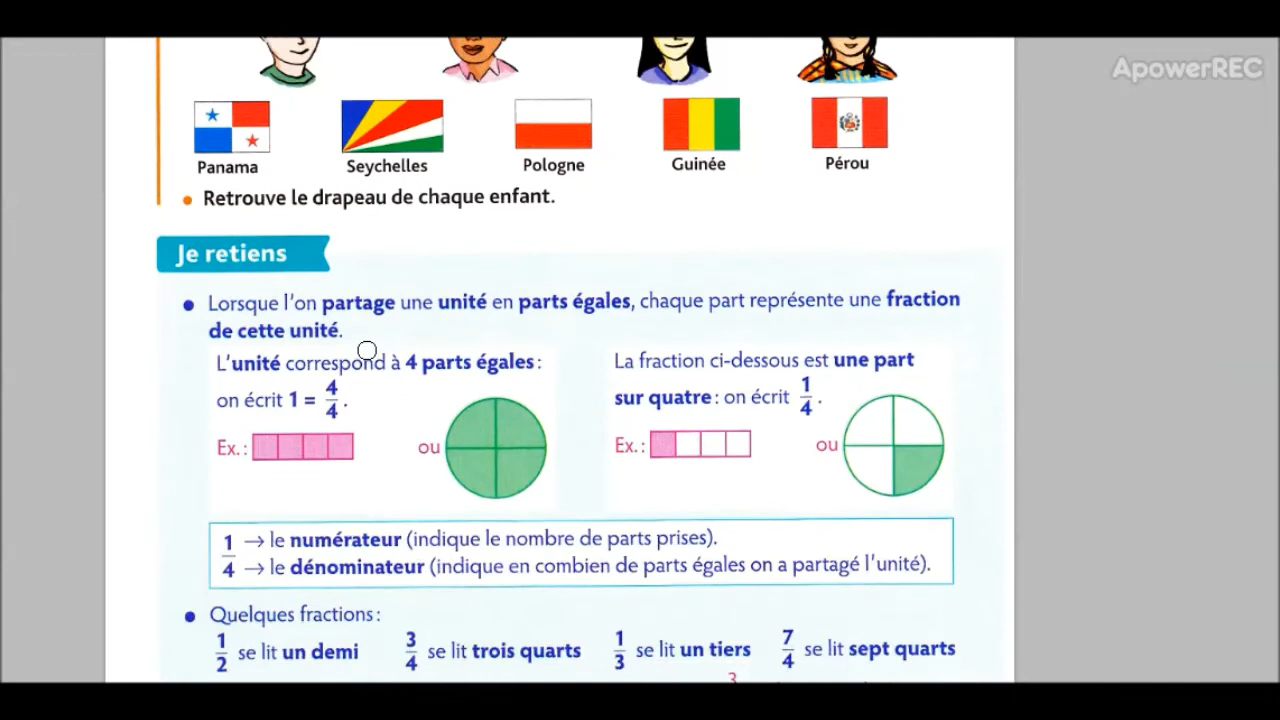 ApowerREC
Panama
Seychelles
Pologne
Guinée
Pérou
• Retrouve le drapeau de chaque enfant.
Je retiens
• Lorsque l'on partage une unité en parts égales, chaque part représente une fraction
de cette unité.
L'unité correspond à 4 parts égales :
on écrit 1 = 4/4.
Ex. :
ou
La fraction ci-dessous est une part
sur quatre : on écrit 1/4.
Ex. :
ou
1 → le numérateur (indique le nombre de parts prises).
4 → le dénominateur (indique en combien de parts égales on a partagé l'unité).
• Quelques fractions :
1/2 se lit un demi
3/4 se lit trois quarts
1/3 se lit un tiers
7/4 se lit sept quarts
3